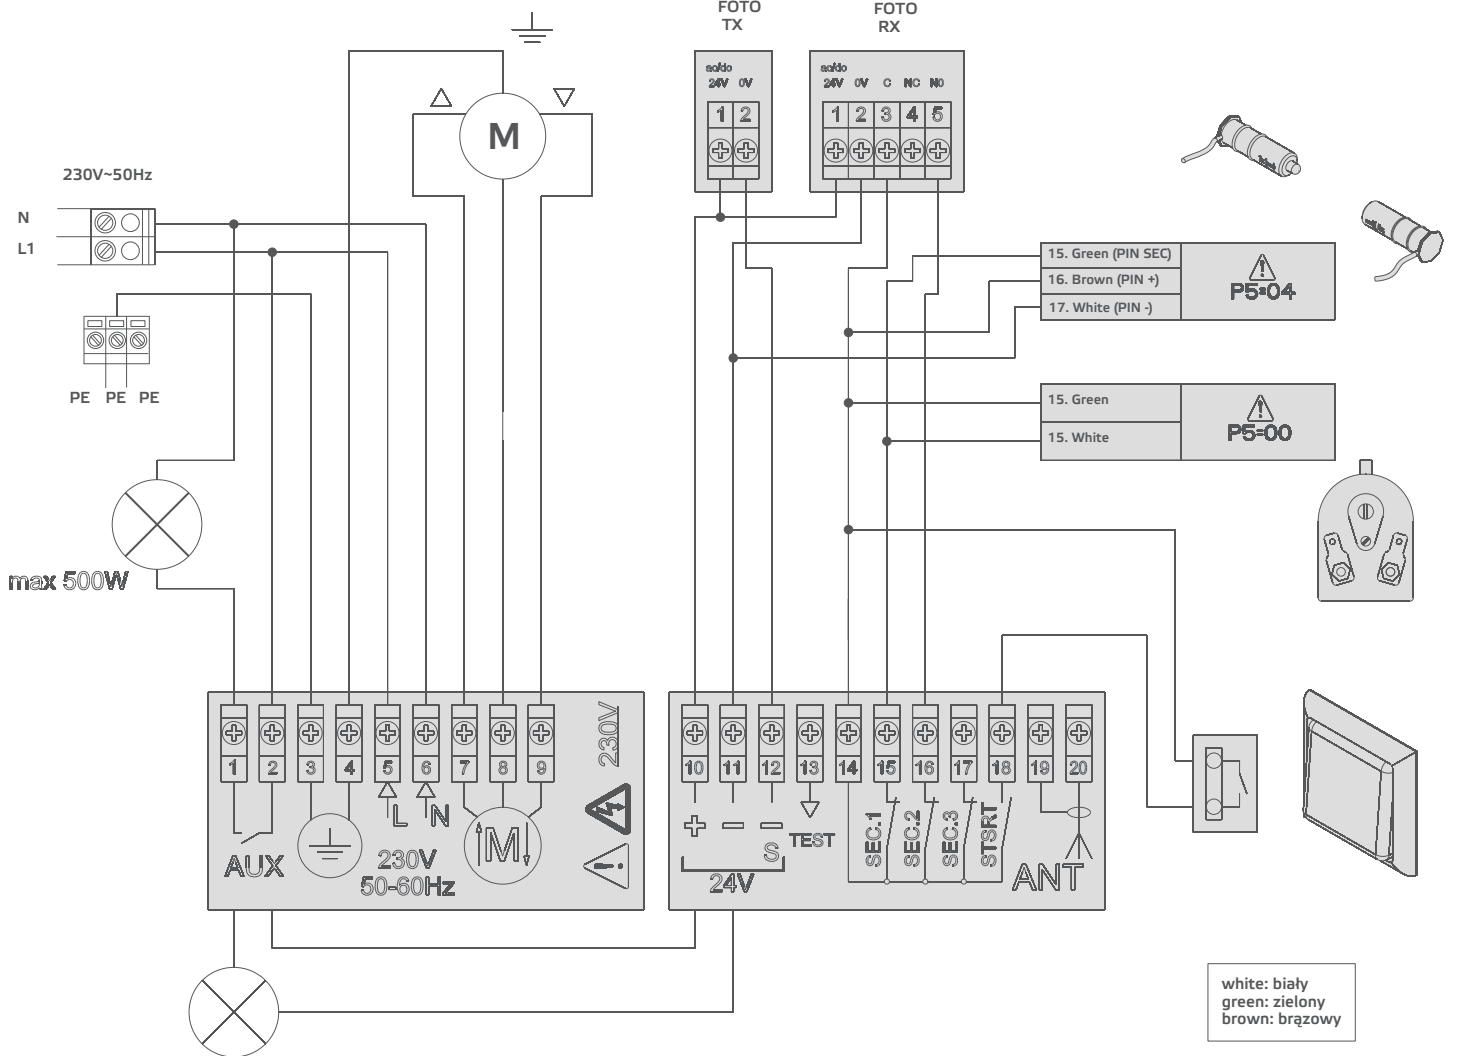 FOTO
TX
FOTO
RX
ac/dc
24V 0V
1 2
ac/dc
24V 0V C NC NO
1 2 3 4 5
M
230V~50Hz
N
L1
PE PE PE
max 500W
15. Green (PIN SEC)
16. Brown (PIN +)
17. White (PIN -)
P5=04
15. Green
15. White
P5=00
1 2 3 4 5 6 7 8 9
230V
L N
AUX
230V
50-60Hz
M
10 11 12 13 14 15 16 17 18 19 20
+ − −
S
24V
TEST
SEC.1
SEC.2
SEC.3
STSRT
ANT
white: biały
green: zielony
brown: brązowy